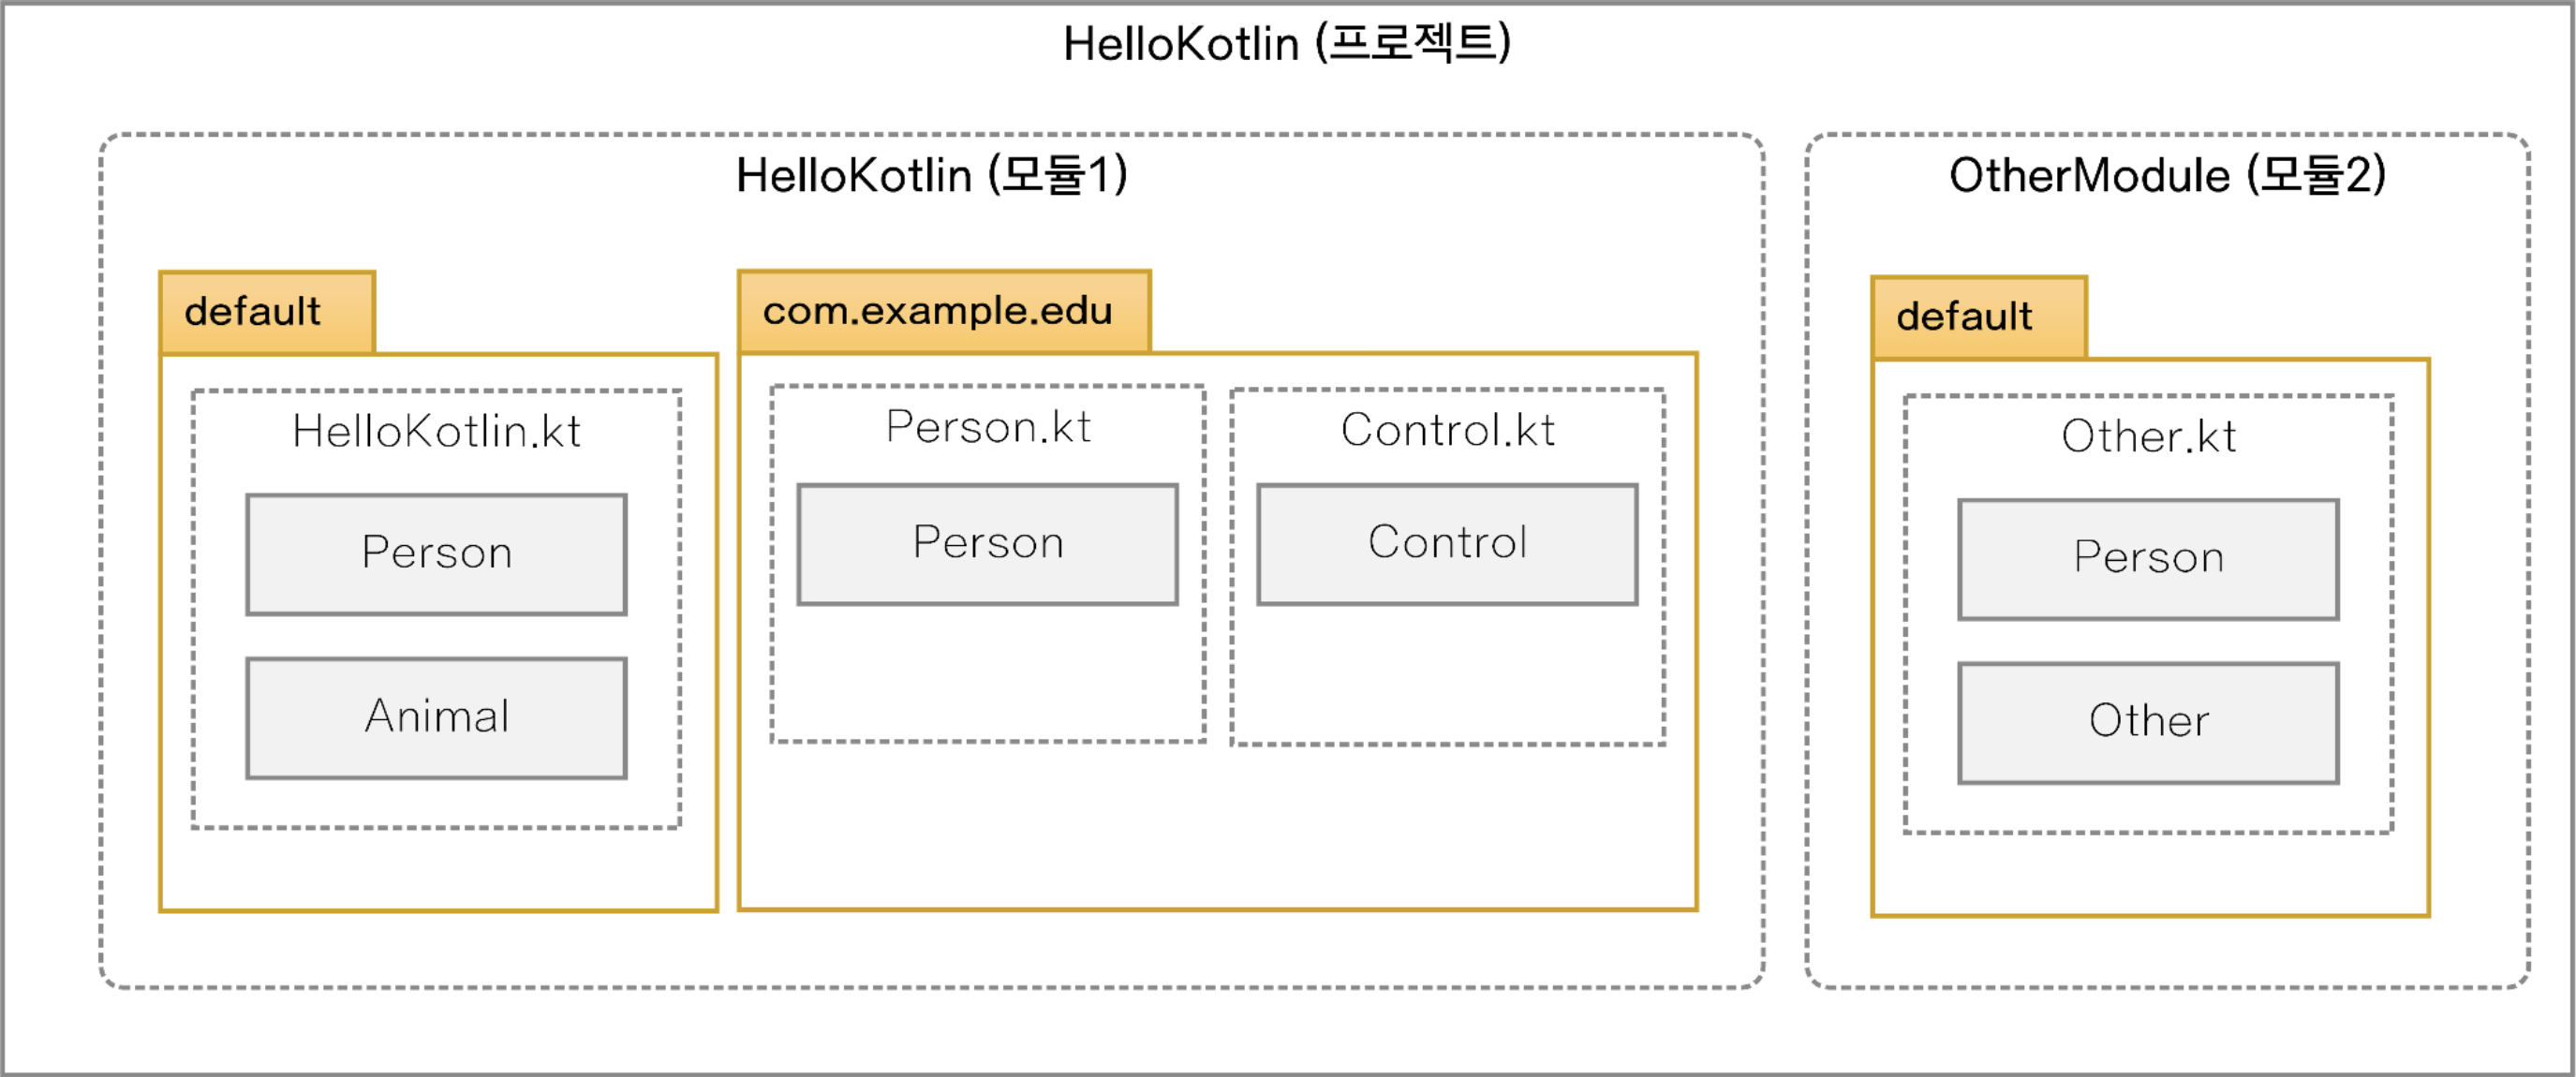 HelloKotlin (프로젝트)
HelloKotlin (모듈1)
default
HelloKotlin.kt
Person
Animal
com.example.edu
Person.kt
Person
Control.kt
Control
OtherModule (모듈2)
default
Other.kt
Person
Other